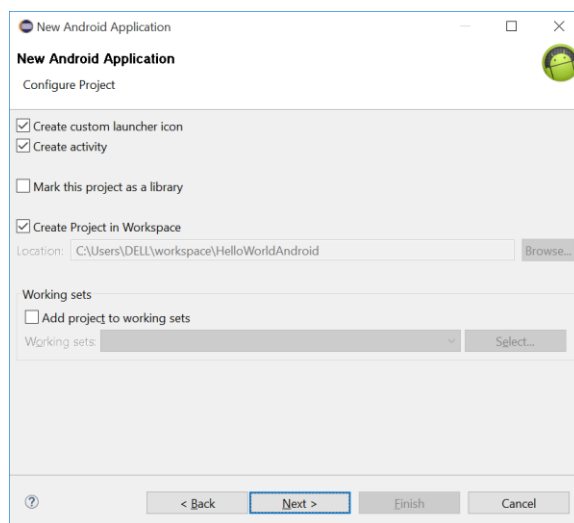 New Android Application
New Android Application
Configure Project
Create custom launcher icon
Create activity
Mark this project as a library
Create Project in Workspace
Location: C:\Users\DELL\workspace\HelloWorldAndroid Browse...
Working sets
Add project to working sets
Working sets: Select...
? < Back Next > Finish Cancel